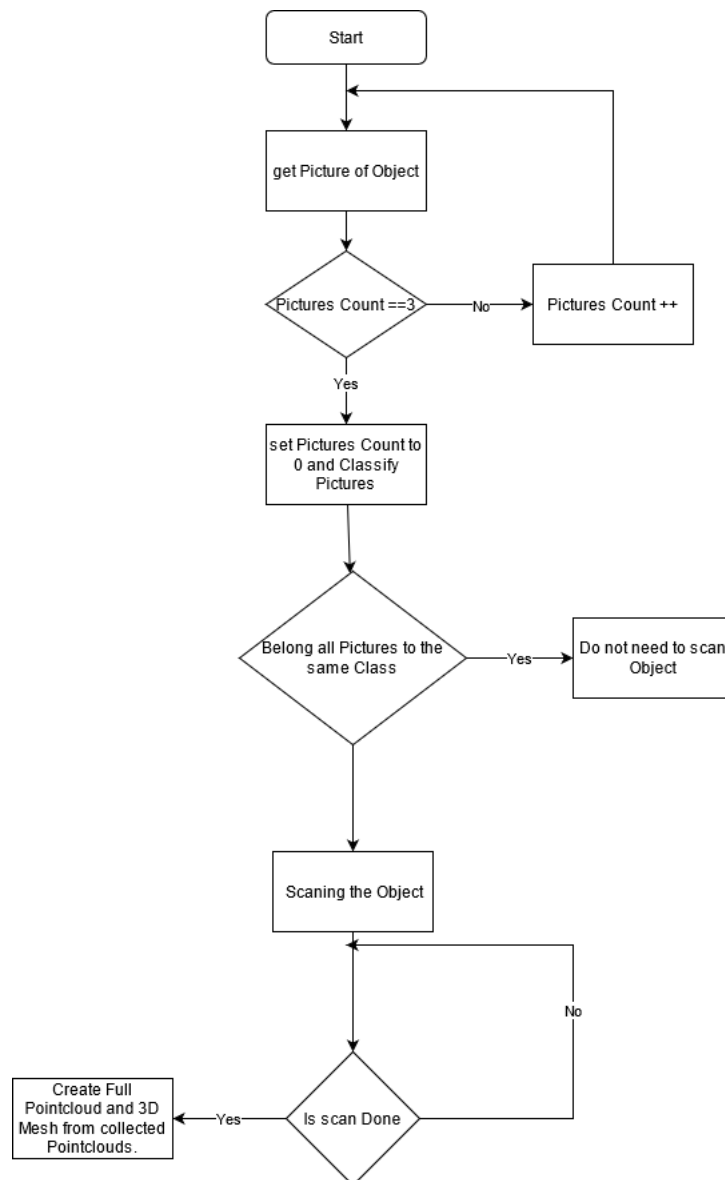 Start
get Picture of Object
Pictures Count ==3
No
Pictures Count ++
Yes
set Pictures Count to
0 and Classify
Pictures
Belong all Pictures to the
same Class
Yes
Do not need to scan
Object
Scaning the Object
No
Is scan Done
Yes
Create Full
Pointcloud and 3D
Mesh from collected
Pointclouds.